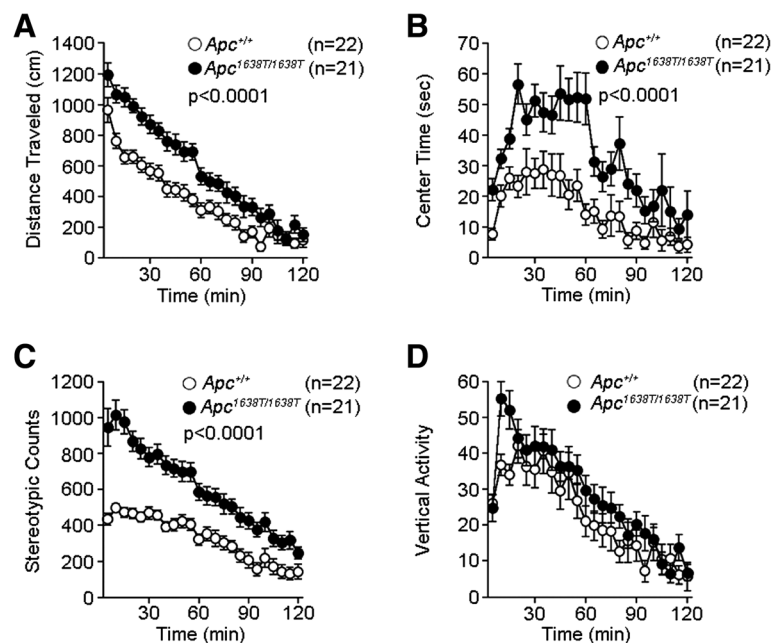 A
Apc+/+ (n=22)
Apc1638T/1638T (n=21)
p<0.0001
Distance Traveled (cm)
1400
1200
1000
800
600
400
200
0
30 60 90 120
Time (min)
B
Apc+/+ (n=22)
Apc1638T/1638T (n=21)
p<0.0001
Center Time (sec)
70
60
50
40
30
20
10
0
30 60 90 120
Time (min)
C
Apc+/+ (n=22)
Apc1638T/1638T (n=21)
p<0.0001
Stereotypic Counts
1200
1000
800
600
400
200
0
30 60 90 120
Time (min)
D
Apc+/+ (n=22)
Apc1638T/1638T (n=21)
Vertical Activity
60
50
40
30
20
10
0
30 60 90 120
Time (min)